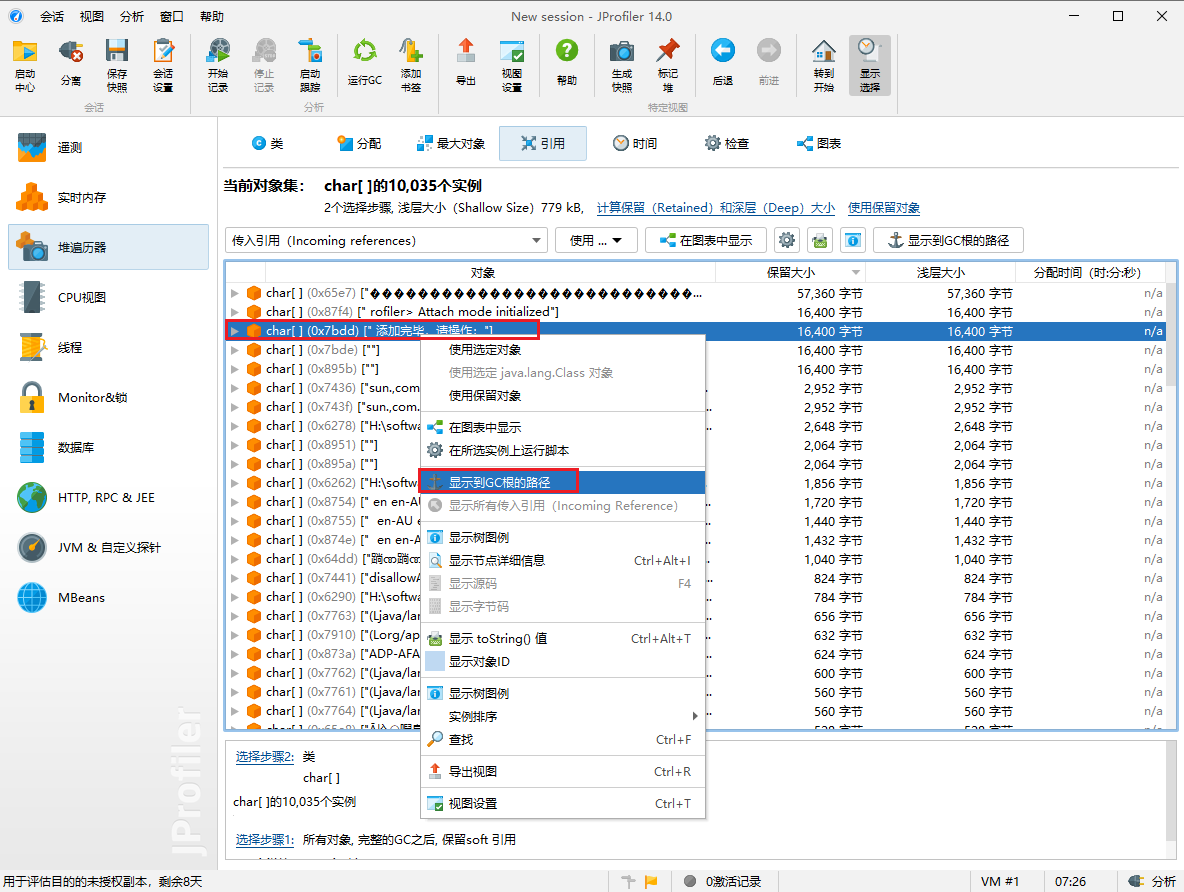 会话 视图 分析 窗口 帮助
New session - JProfiler 14.0
启动中心 分离 保存快照 会话设置 开始记录 停止记录 启动跟踪 运行GC 添加书签 导出 视图设置 帮助 生成快照 标记堆 后退 前进 转到开始 显示选择
会话 分析 特定视图
遥测
实时内存
堆遍历器
CPU视图
线程
Monitor&锁
数据库
HTTP, RPC & JEE
JVM & 自定义探针
MBeans
JProfiler
类 分配 最大对象 引用 时间 检查 图表
当前对象集： char[ ]的10,035个实例
2个选择步骤, 浅层大小（Shallow Size）779 kB, 计算保留（Retained）和深层（Deep）大小 使用保留对象
传入引用（Incoming references） 使用 ... 在图表中显示 显示到GC根的路径
对象 保留大小 浅层大小 分配时间（时:分:秒）
57,360 字节 57,360 字节 n/a
char[ ] (0x87f4) [" rofiler> Attach mode initialized"] 16,400 字节 16,400 字节 n/a
char[ ] (0x7bdd) [" 添加完毕，请操作："] 16,400 字节 16,400 字节 n/a
char[ ] (0x7bde) [""] 16,400 字节 16,400 字节 n/a
char[ ] (0x895b) [""] 16,400 字节 16,400 字节 n/a
char[ ] (0x7436) ["sun.,com. 2,952 字节 2,952 字节 n/a
char[ ] (0x743f) ["sun.,com. 2,952 字节 2,952 字节 n/a
char[ ] (0x6278) ["H:\softwa 2,648 字节 2,648 字节 n/a
char[ ] (0x8951) [""] 2,064 字节 2,064 字节 n/a
char[ ] (0x895a) [""] 2,064 字节 2,064 字节 n/a
char[ ] (0x6262) ["H:\softwa 1,856 字节 1,856 字节 n/a
char[ ] (0x8754) [" en en-AU 1,720 字节 1,720 字节 n/a
char[ ] (0x8755) [" en-AU e 1,440 字节 1,440 字节 n/a
char[ ] (0x874e) [" en en-A 1,432 字节 1,432 字节 n/a
char[ ] (0x64dd) 1,040 字节 1,040 字节 n/a
char[ ] (0x7441) ["disallowA 824 字节 824 字节 n/a
char[ ] (0x6290) ["H:\softwa 784 字节 784 字节 n/a
char[ ] (0x7763) ["(Ljava/lan 656 字节 656 字节 n/a
char[ ] (0x7910) ["(Lorg/ap 632 字节 632 字节 n/a
char[ ] (0x873a) ["ADP-AFA 624 字节 624 字节 n/a
char[ ] (0x7762) ["(Ljava/lan 600 字节 600 字节 n/a
char[ ] (0x7761) ["(Ljava/lan 560 字节 560 字节 n/a
char[ ] (0x7764) ["(Ljava/lan 560 字节 560 字节 n/a
使用选定对象
使用选定 java.lang.Class 对象
使用保留对象
在图表中显示
在所选实例上运行脚本
显示到GC根的路径
显示所有传入引用（Incoming Reference）
显示树图例
显示节点详细信息 Ctrl+Alt+I
显示源码 F4
显示字节码
显示 toString() 值 Ctrl+Alt+T
显示对象ID
显示树图例
实例排序
查找 Ctrl+F
导出视图 Ctrl+R
视图设置 Ctrl+T
选择步骤2: 类
char[ ]
char[ ]的10,035个实例
选择步骤1: 所有对象, 完整的GC之后, 保留soft 引用
用于评估目的的未授权副本，剩余8天 0激活记录 VM #1 07:26 分析